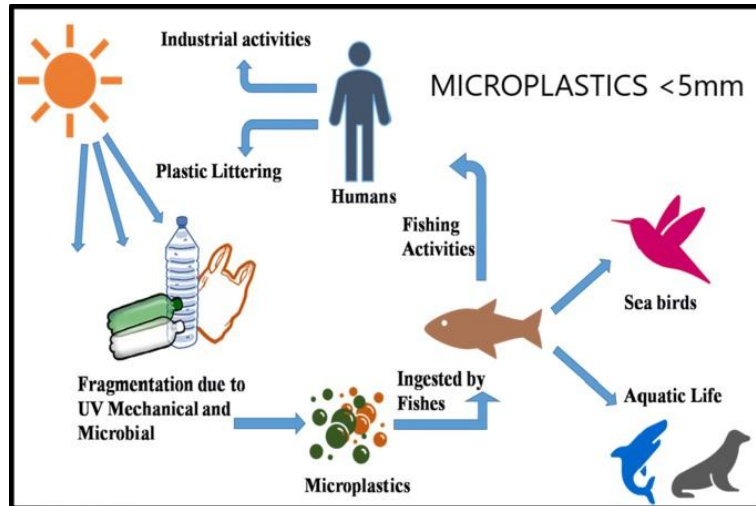 Industrial activities
MICROPLASTICS <5mm
Plastic Littering
Humans
Fishing
Activities
Sea birds
Fragmentation due to
UV Mechanical and
Microbial
Ingested by
Fishes
Aquatic Life
Microplastics